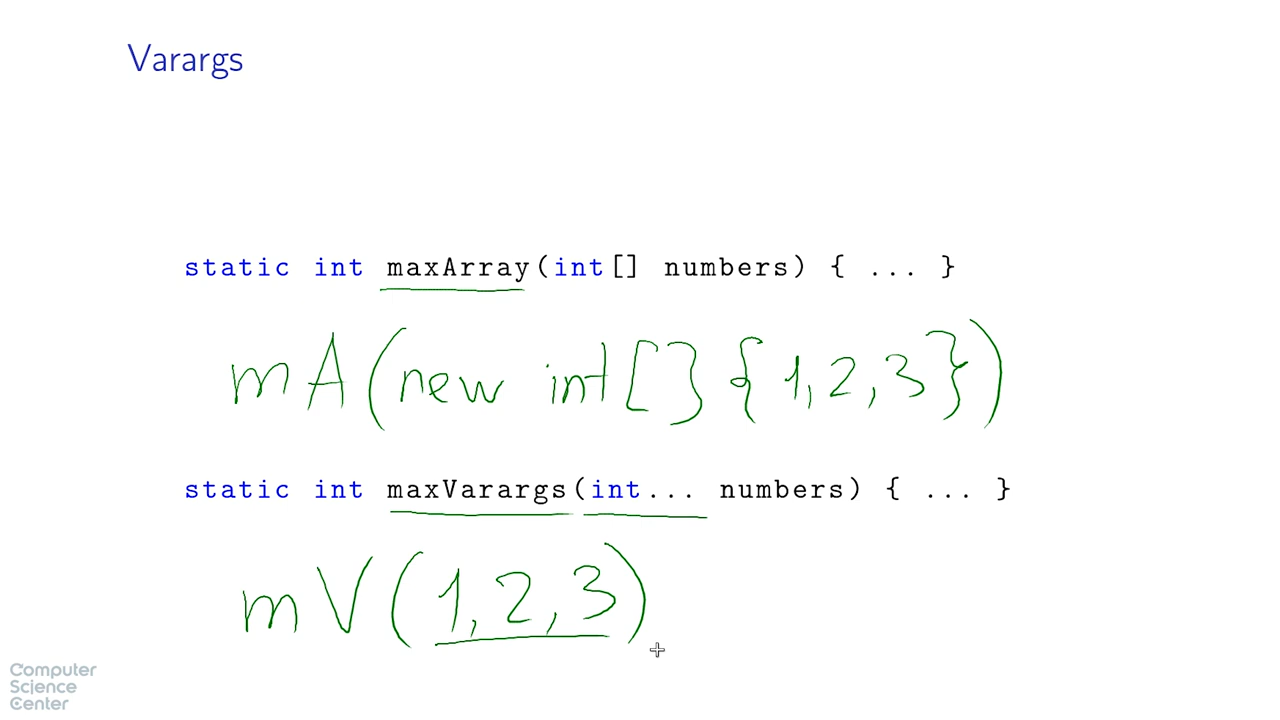 Varargs
static int maxArray(int[] numbers) { ... }
mA(new int[]{1,2,3})
static int maxVarargs(int... numbers) { ... }
mV(1,2,3)
Computer
Science
Center